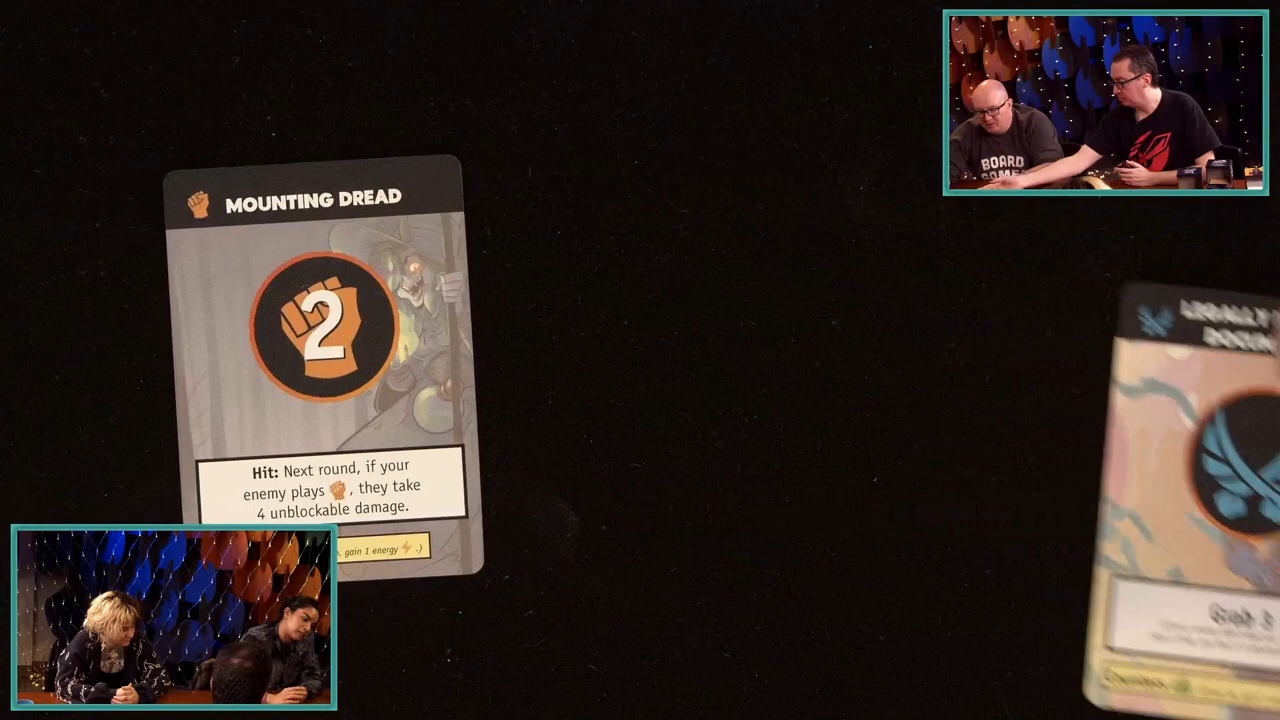 BOARD
MOUNTING DREAD
2
Hit: Next round, if your
enemy plays , they take
4 unblockable damage.
gain 1 energy .)
LEGALLY